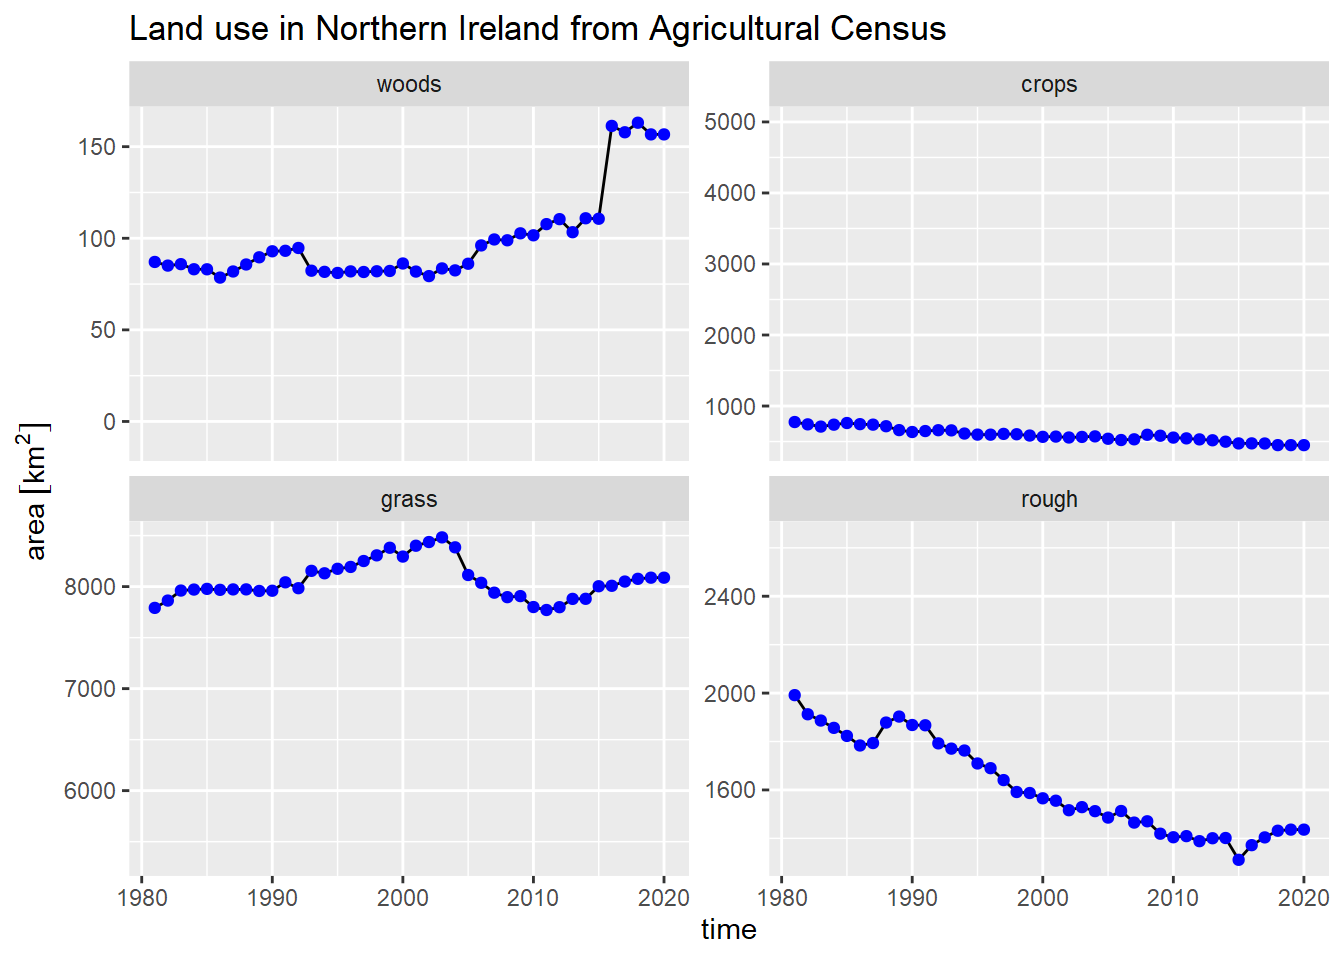 Land use in Northern Ireland from Agricultural Census
woods
crops
150
100
50
0
5000
4000
3000
2000
1000
area [km²]
grass
rough
8000
7000
6000
2400
2000
1600
1980 1990 2000 2010 2020
1980 1990 2000 2010 2020
time